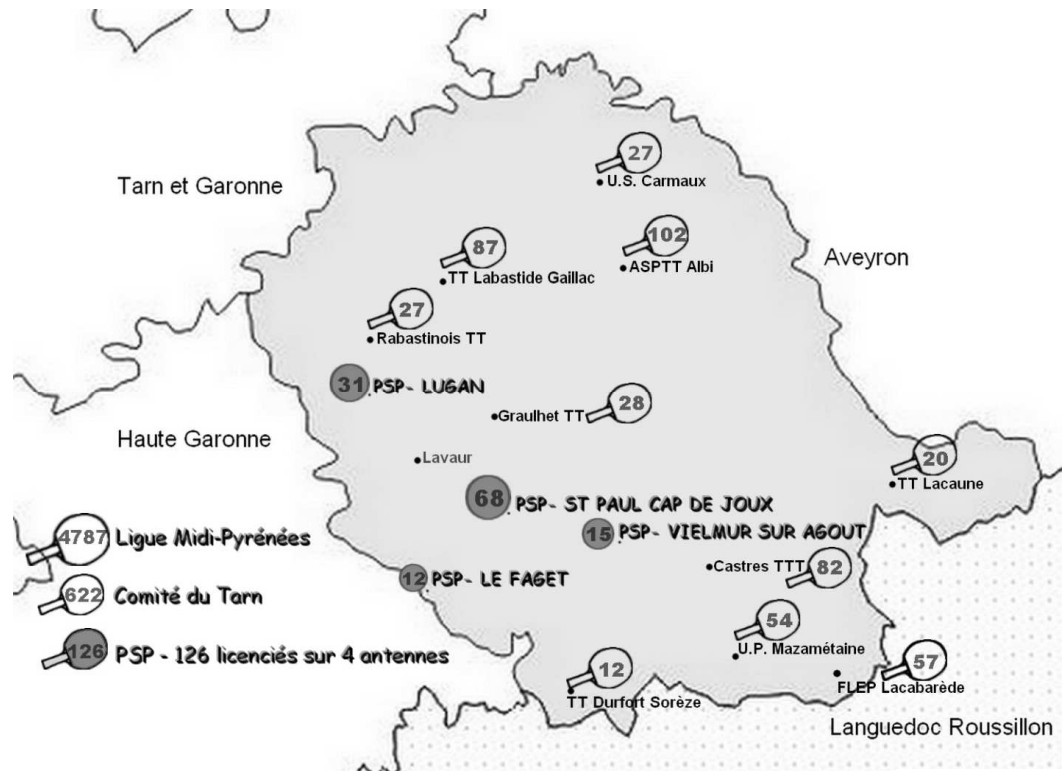 27
U.S. Carmaux
Tarn et Garonne
87
TT Labastide Gaillac
102
ASPTT Albi
Aveyron
27
Rabastinois TT
31 PSP- LUGAN
Haute Garonne
Graulhet TT 28
Lavaur
20
TT Lacaune
68 PSP- ST PAUL CAP DE JOUX
15 PSP- VIELMUR SUR AGOUT
4787 Ligue Midi-Pyrénées
12 PSP- LE FAGET
Castres TTT 82
622 Comité du Tarn
54
U.P. Mazamétaine
126 PSP - 126 licenciés sur 4 antennes
12
TT Durfort Sorèze
57
FLEP Lacabarède
Languedoc Roussillon